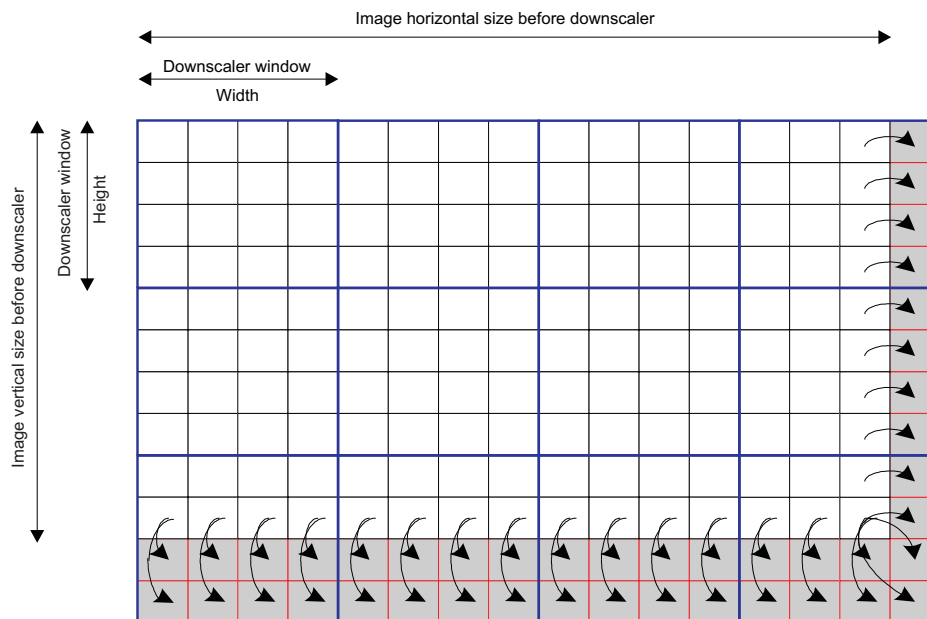 Image horizontal size before downscaler
Downscaler window
Width
Image vertical size before downscaler
Downscaler window
Height